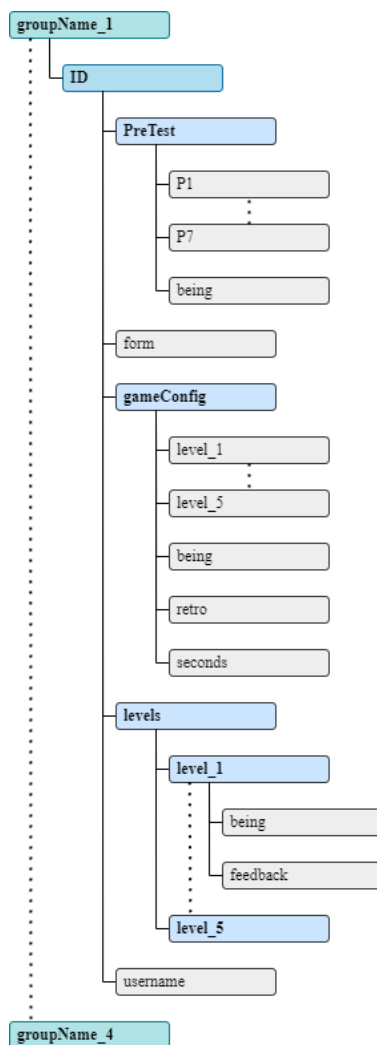 groupName_1
ID
PreTest
P1
P7
being
form
gameConfig
level_1
level_5
being
retro
seconds
levels
level_1
being
feedback
level_5
username
groupName_4